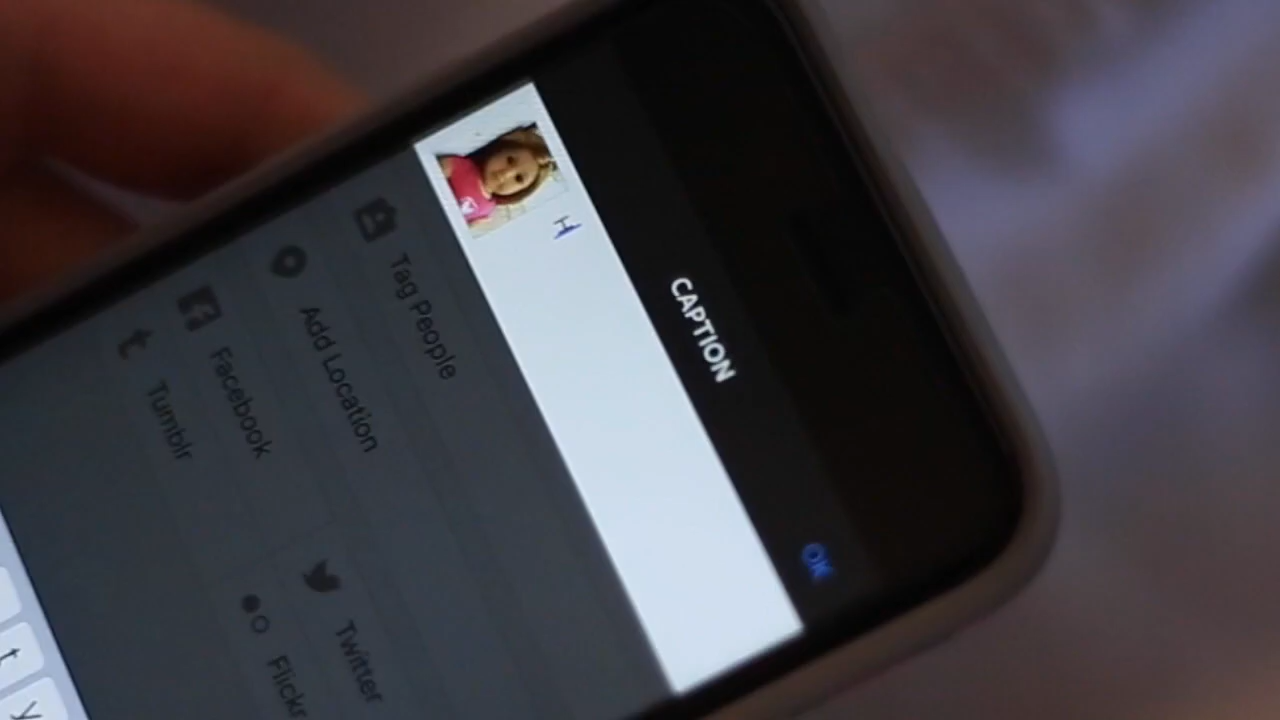 CAPTION
OK
H
Tag People
Add Location
Facebook
Twitter
Tumblr
Flickr
t
y